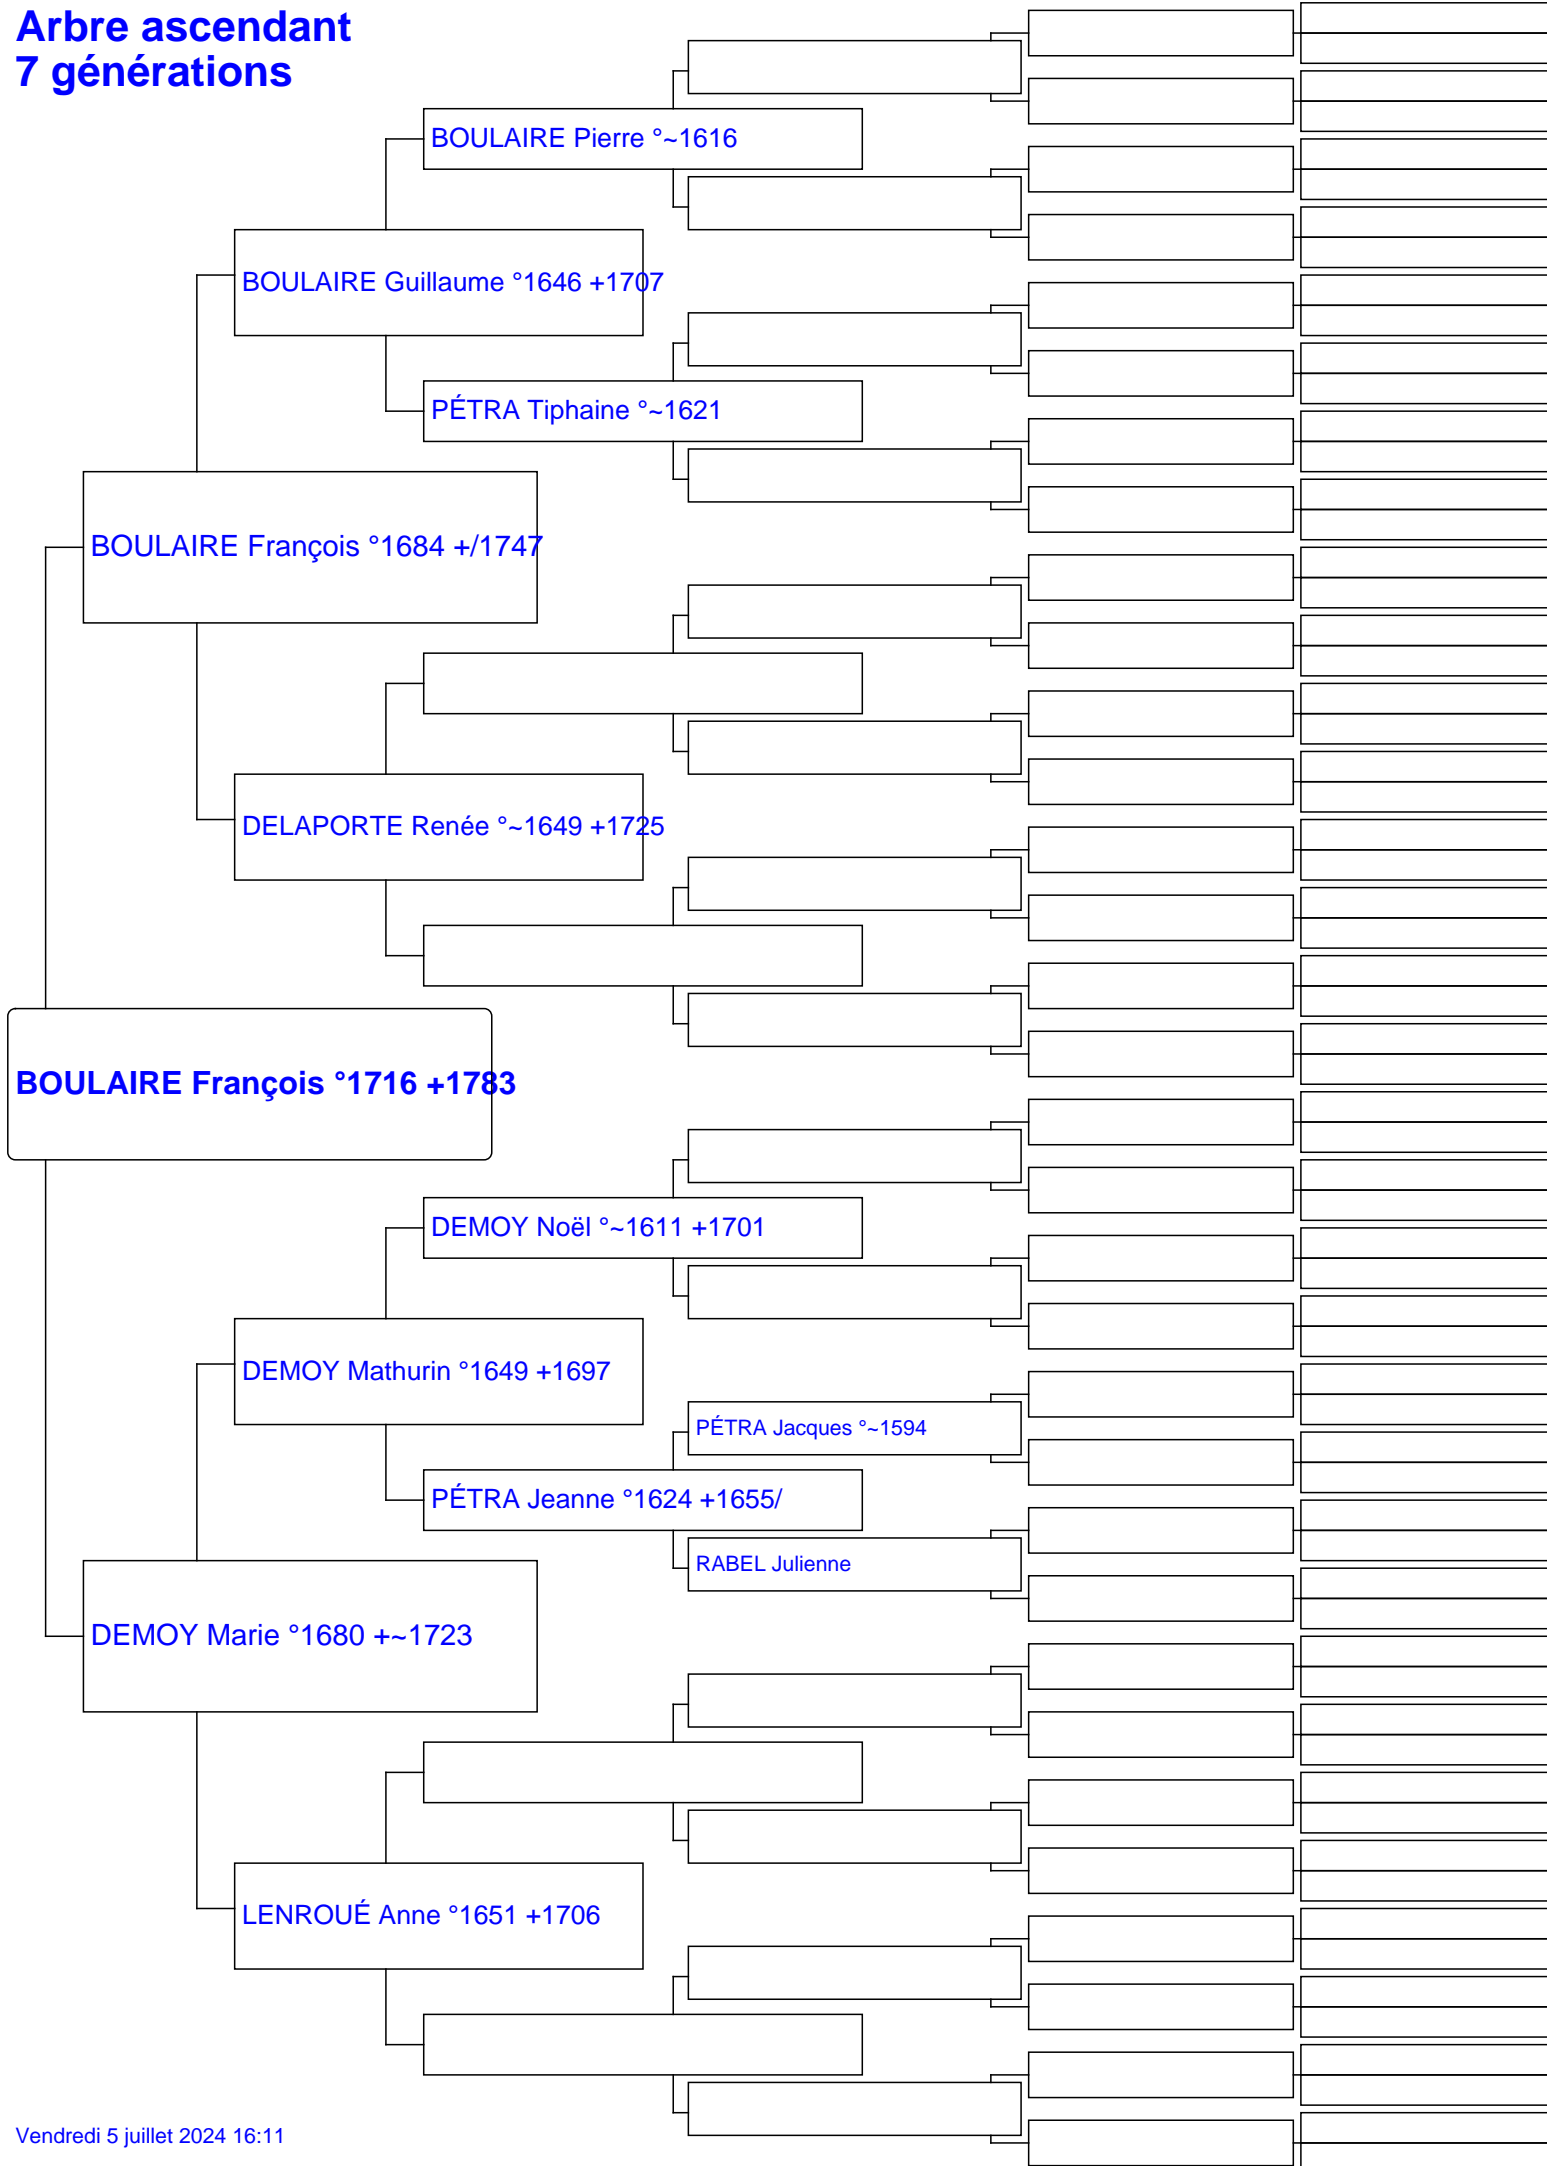 Arbre ascendant
7 générations
BOULAIRE Pierre °~1616
BOULAIRE Guillaume °1646 +1707
PÉTRA Tiphaine °~1621
BOULAIRE François °1684 +/1747
DELAPORTE Renée °~1649 +1725
BOULAIRE François °1716 +1783
DEMOY Noël °~1611 +1701
DEMOY Mathurin °1649 +1697
PÉTRA Jacques °~1594
PÉTRA Jeanne °1624 +1655/
RABEL Julienne
DEMOY Marie °1680 +~1723
LENROUÉ Anne °1651 +1706
Vendredi 5 juillet 2024 16:11